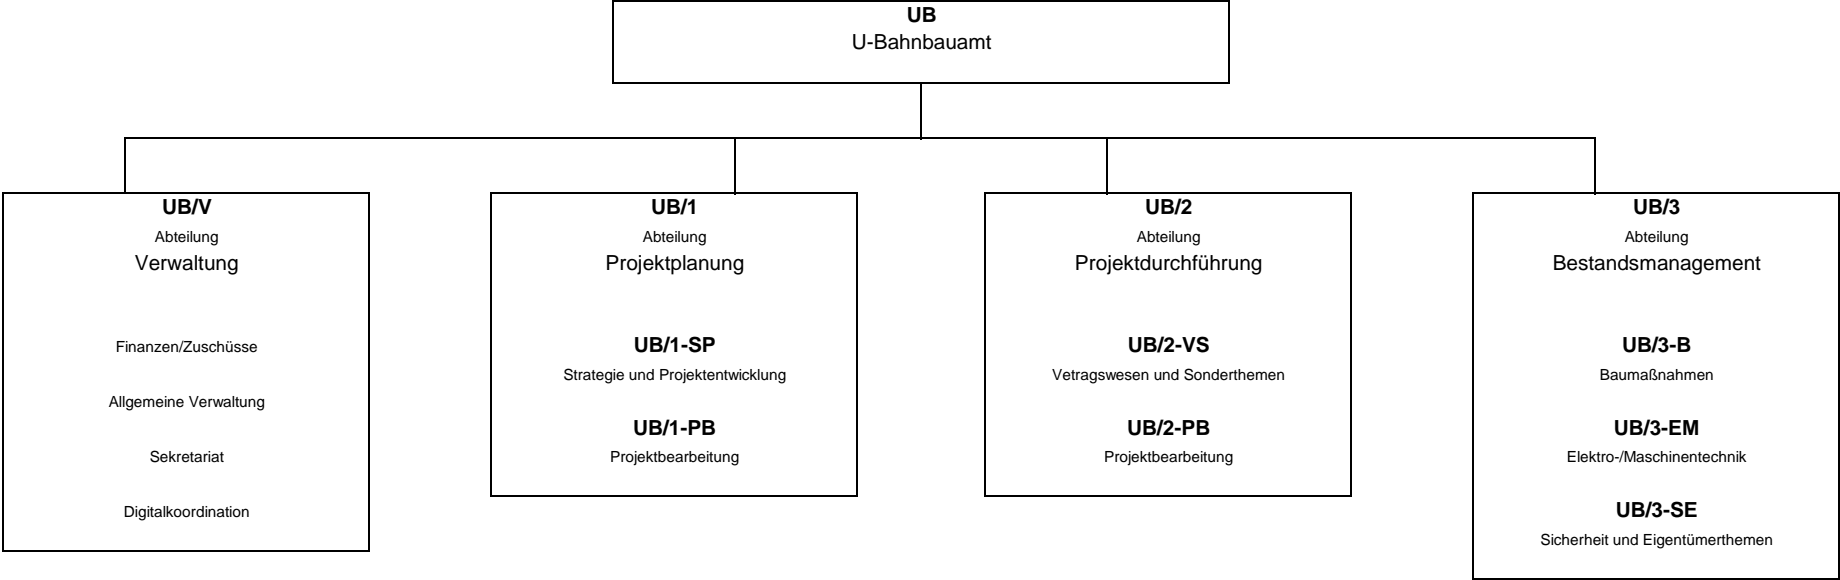 UB
U-Bahnbauamt
UB/V
Abteilung
Verwaltung
Finanzen/Zuschüsse
Allgemeine Verwaltung
Sekretariat
Digitalkoordination
UB/1
Abteilung
Projektplanung
UB/1-SP
Strategie und Projektentwicklung
UB/1-PB
Projektbearbeitung
UB/2
Abteilung
Projektdurchführung
UB/2-VS
Vetragswesen und Sonderthemen
UB/2-PB
Projektbearbeitung
UB/3
Abteilung
Bestandsmanagement
UB/3-B
Baumaßnahmen
UB/3-EM
Elektro-/Maschinentechnik
UB/3-SE
Sicherheit und Eigentümerthemen